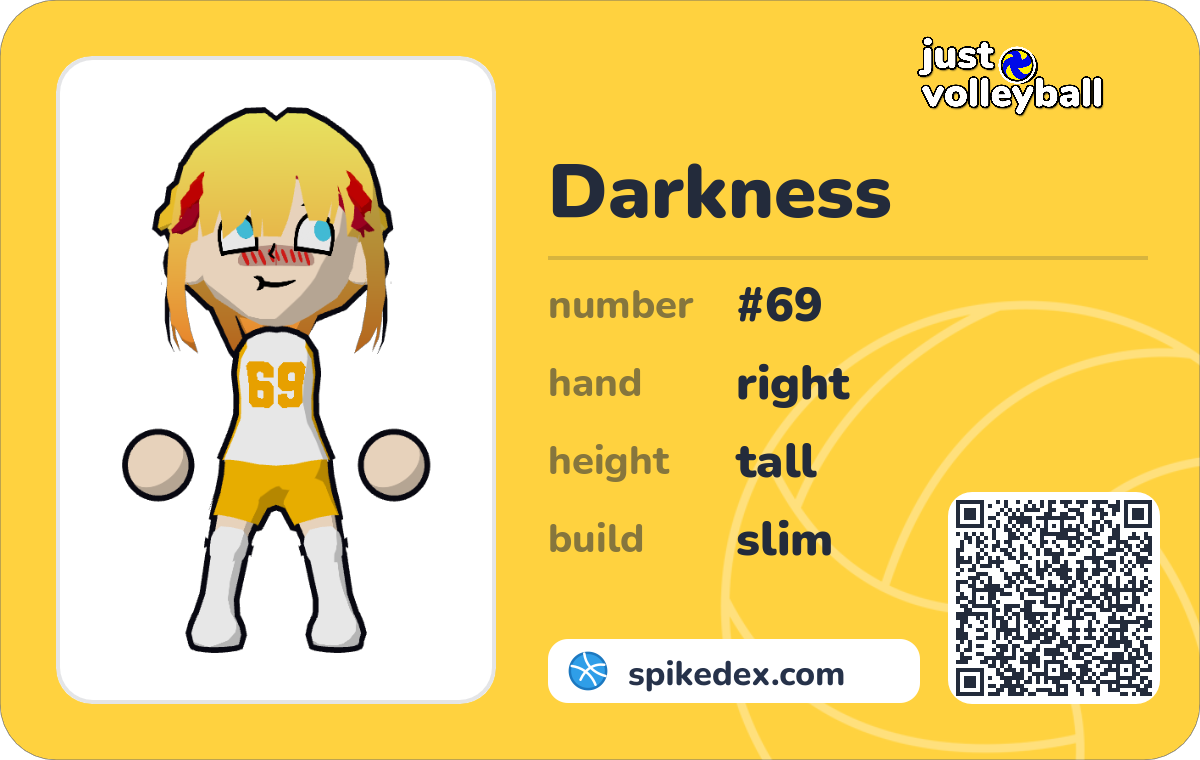 just
volleyball
Darkness
number #69
hand right
height tall
build slim
69
spikedex.com